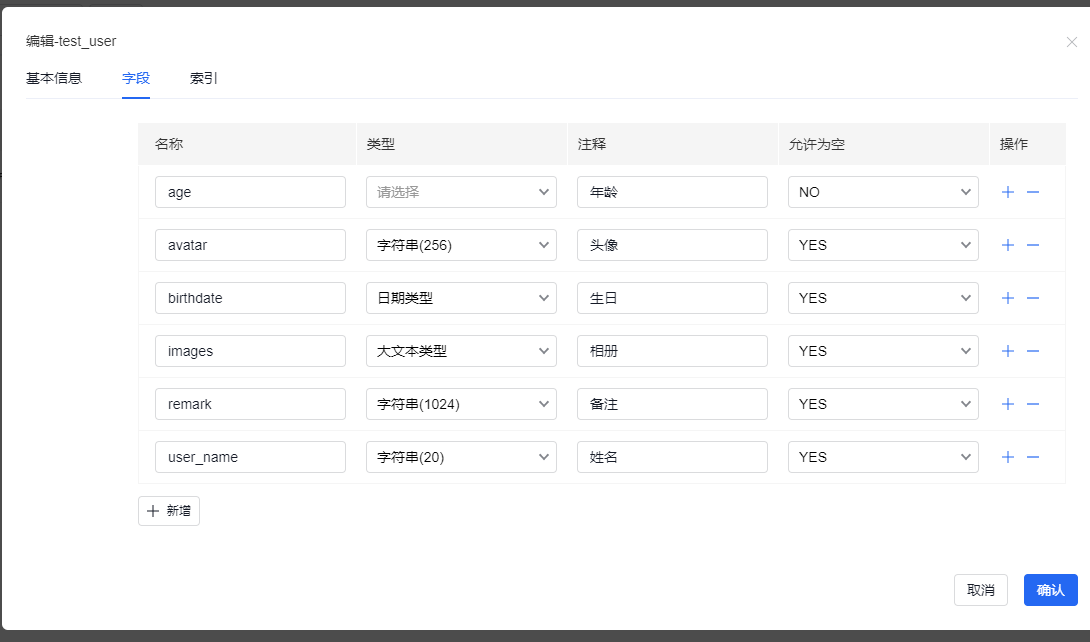 编辑-test_user
基本信息 字段 索引
名称 类型 注释 允许为空 操作
age 请选择 年龄 NO
avatar 字符串(256) 头像 YES
birthdate 日期类型 生日 YES
images 大文本类型 相册 YES
remark 字符串(1024) 备注 YES
user_name 字符串(20) 姓名 YES
新增
取消 确认